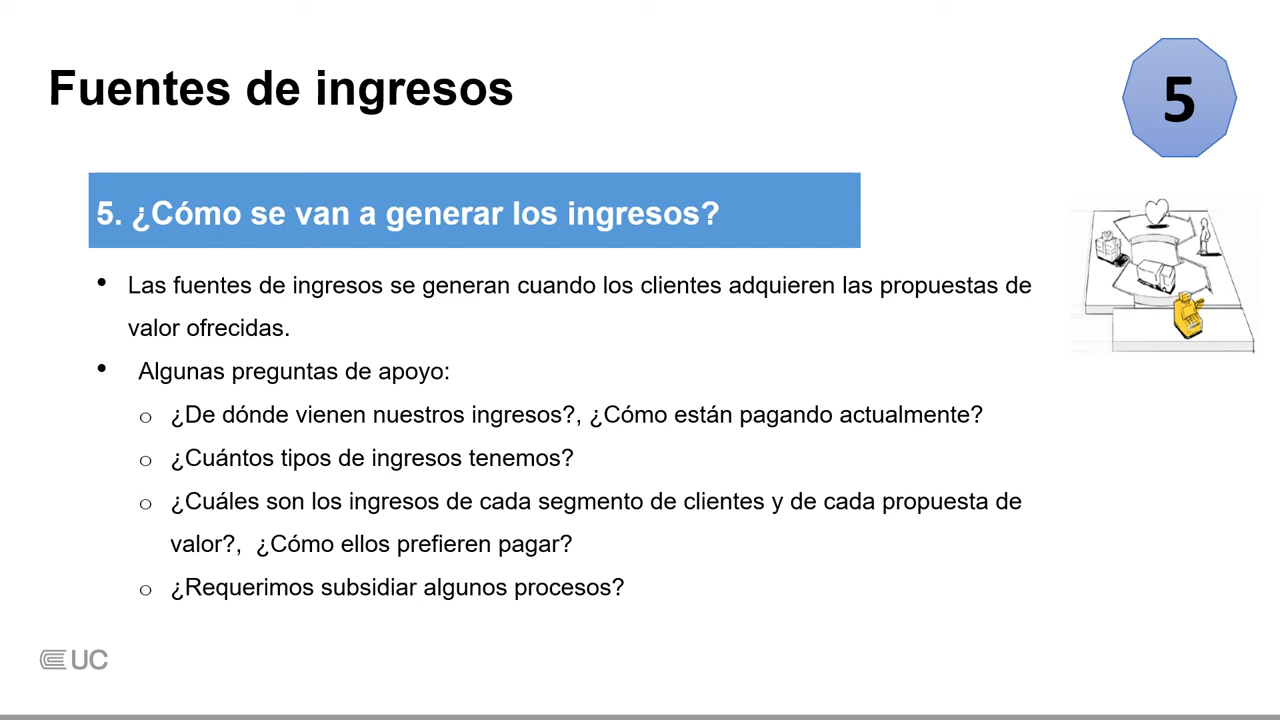 Fuentes de ingresos
5
5. ¿Cómo se van a generar los ingresos?
• Las fuentes de ingresos se generan cuando los clientes adquieren las propuestas de
valor ofrecidas.
• Algunas preguntas de apoyo:
o ¿De dónde vienen nuestros ingresos?, ¿Cómo están pagando actualmente?
o ¿Cuántos tipos de ingresos tenemos?
o ¿Cuáles son los ingresos de cada segmento de clientes y de cada propuesta de
valor?, ¿Cómo ellos prefieren pagar?
o ¿Requerimos subsidiar algunos procesos?
UC